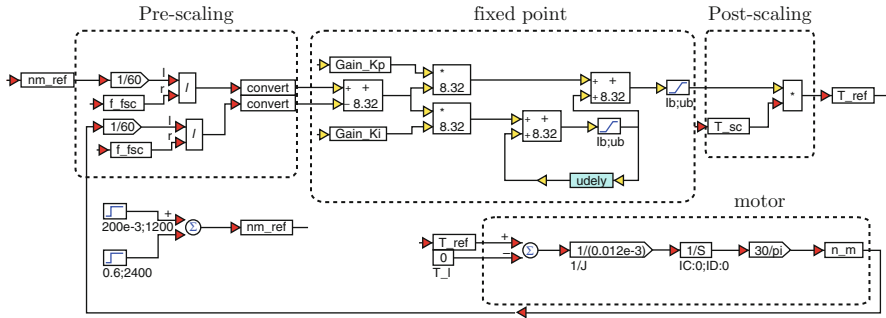 Pre-scaling
fixed point
Post-scaling
nm_ref
1/60
l
r
/
f_fsc
convert
convert
1/60
l
r
/
f_fsc
Gain_Kp
+
−
+
8.32
*
8.32
*
8.32
Gain_Ki
+
+
+
8.32
lb;ub
udely
+
+
+
8.32
lb;ub
T_sc
*
T_ref
motor
200e-3;1200
0.6;2400
+
Σ
nm_ref
T_ref
0
T_l
+
−
Σ
1/(0.012e-3)
1/J
1/S
IC:0;ID:0
30/pi
n_m